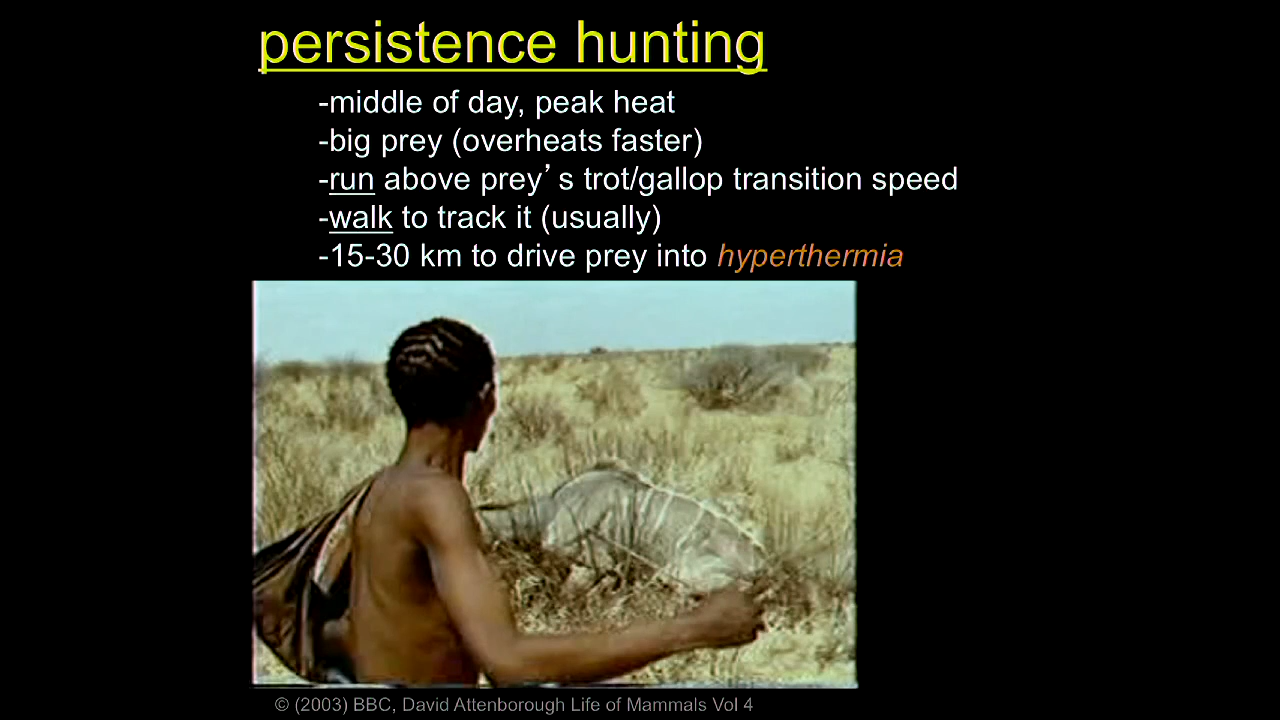 persistence hunting
-middle of day, peak heat
-big prey (overheats faster)
-run above prey’s trot/gallop transition speed
-walk to track it (usually)
-15-30 km to drive prey into hyperthermia
© (2003) BBC, David Attenborough Life of Mammals Vol 4